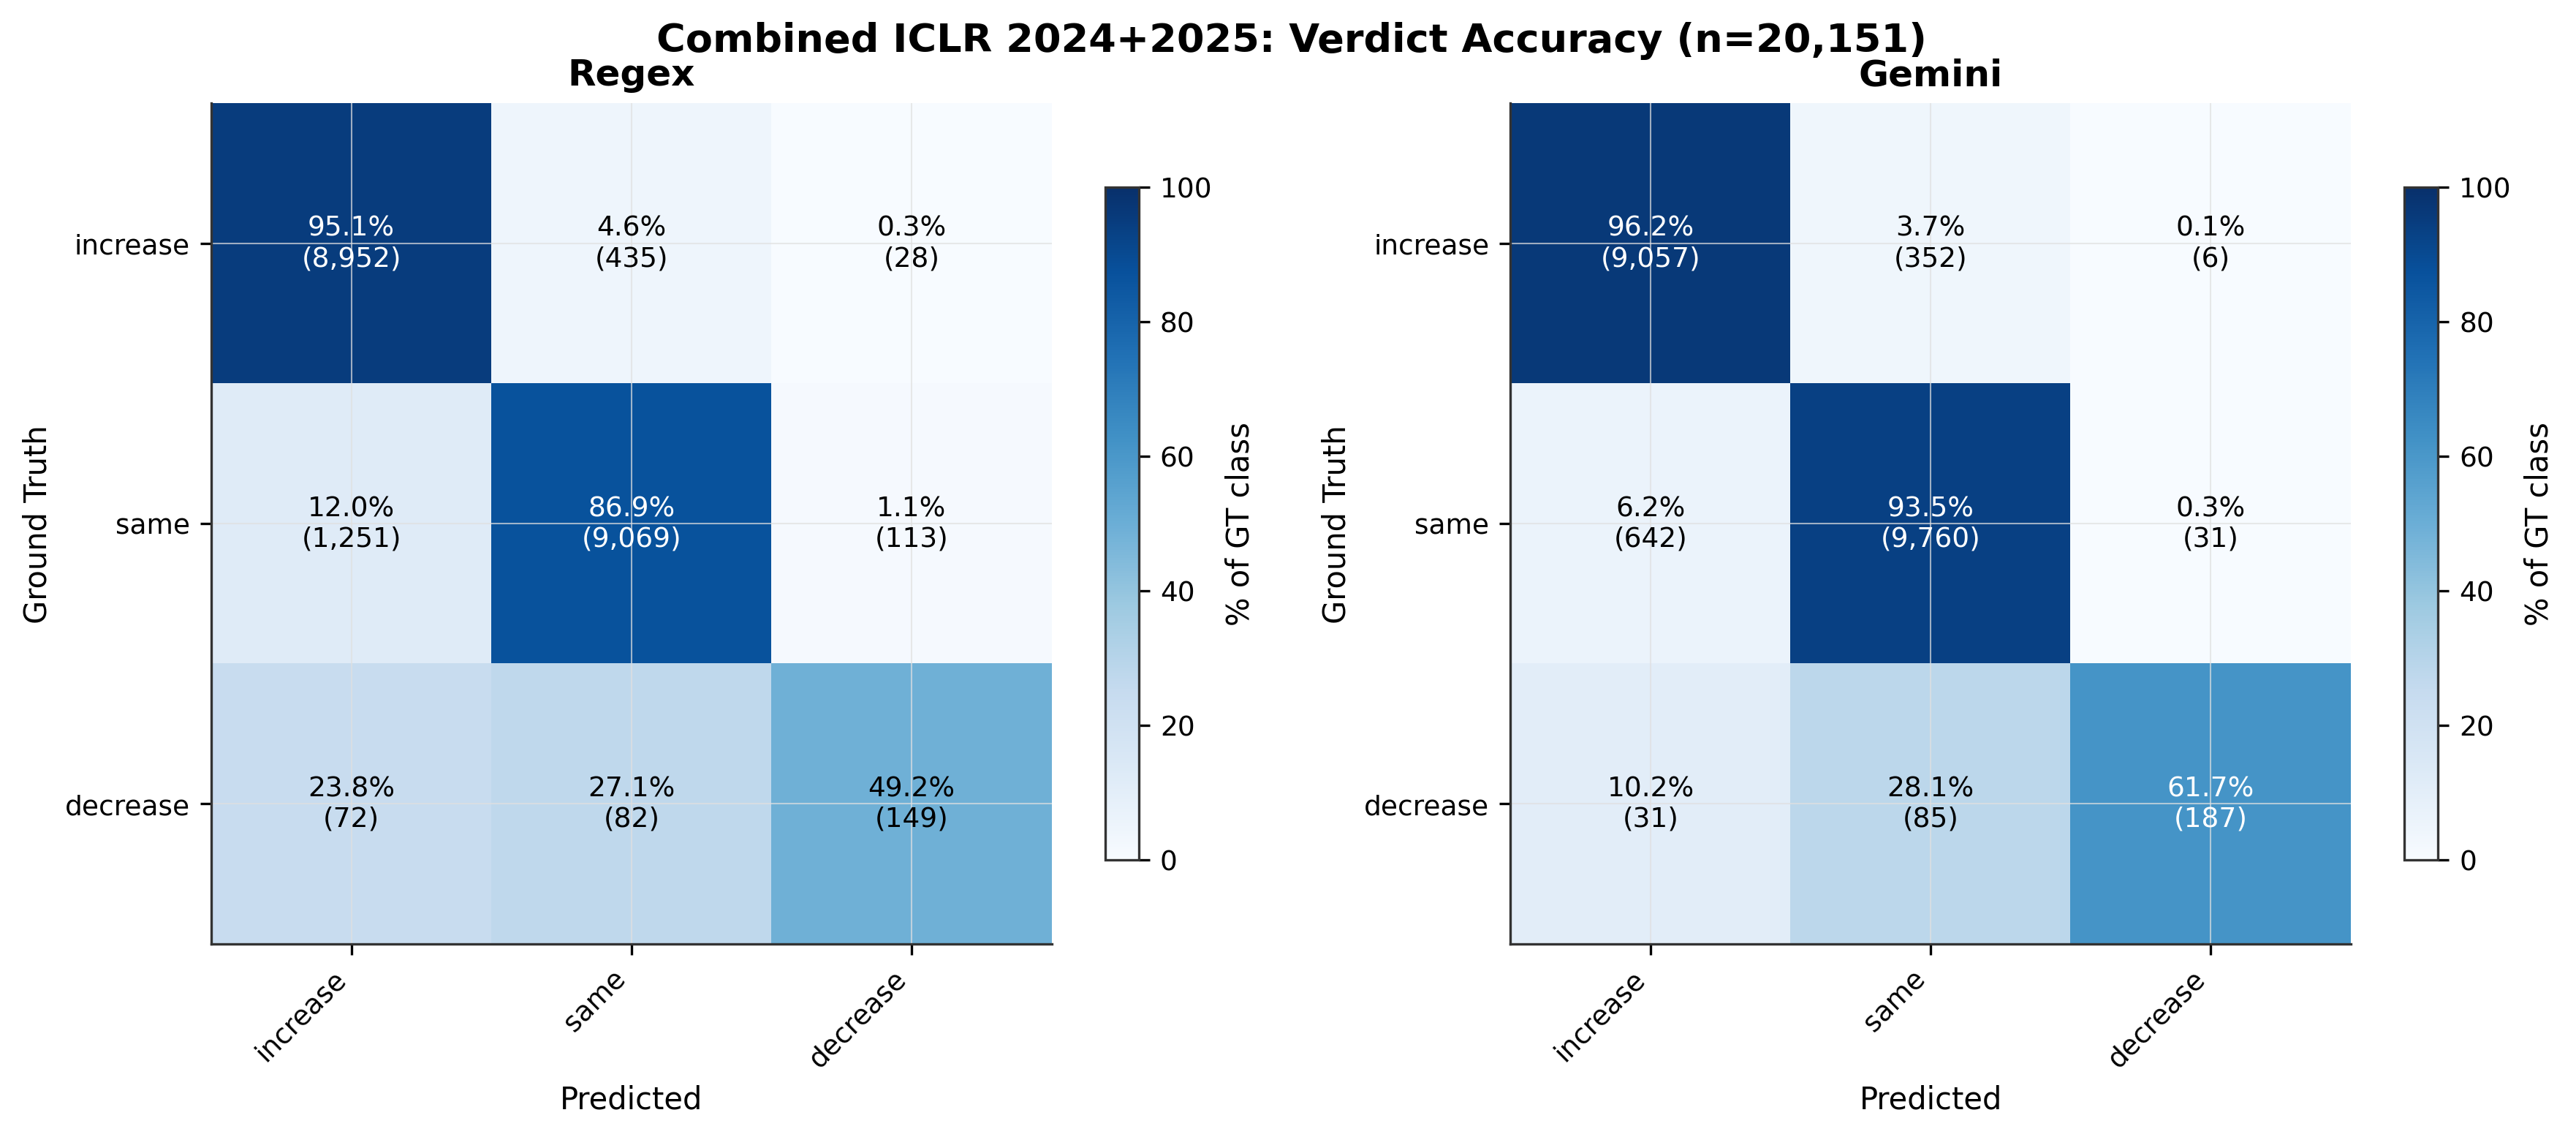 Combined ICLR 2024+2025: Verdict Accuracy (n=20,151)
Regex
Ground Truth
increase
same
decrease
95.1%
(8,952)
4.6%
(435)
0.3%
(28)
12.0%
(1,251)
86.9%
(9,069)
1.1%
(113)
23.8%
(72)
27.1%
(82)
49.2%
(149)
increase
same
decrease
Predicted
100
80
60
40
20
0
% of GT class
Gemini
Ground Truth
increase
same
decrease
96.2%
(9,057)
3.7%
(352)
0.1%
(6)
6.2%
(642)
93.5%
(9,760)
0.3%
(31)
10.2%
(31)
28.1%
(85)
61.7%
(187)
increase
same
decrease
Predicted
100
80
60
40
20
0
% of GT class